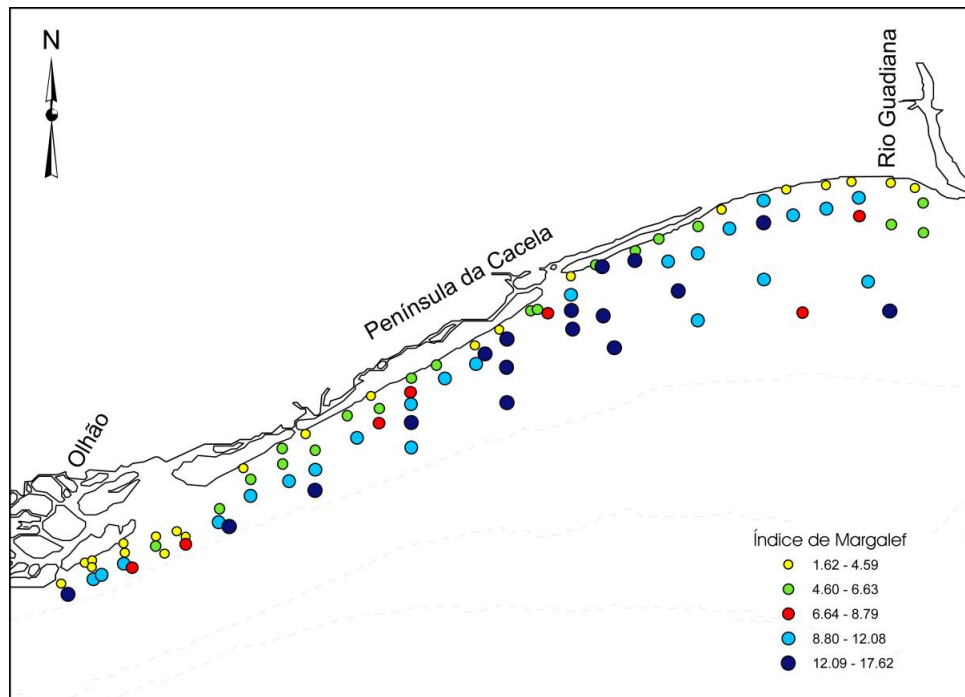 N
Rio Guadiana
Península da Cacela
Olhão
Índice de Margalef
1.62 - 4.59
4.60 - 6.63
6.64 - 8.79
8.80 - 12.08
12.09 - 17.62